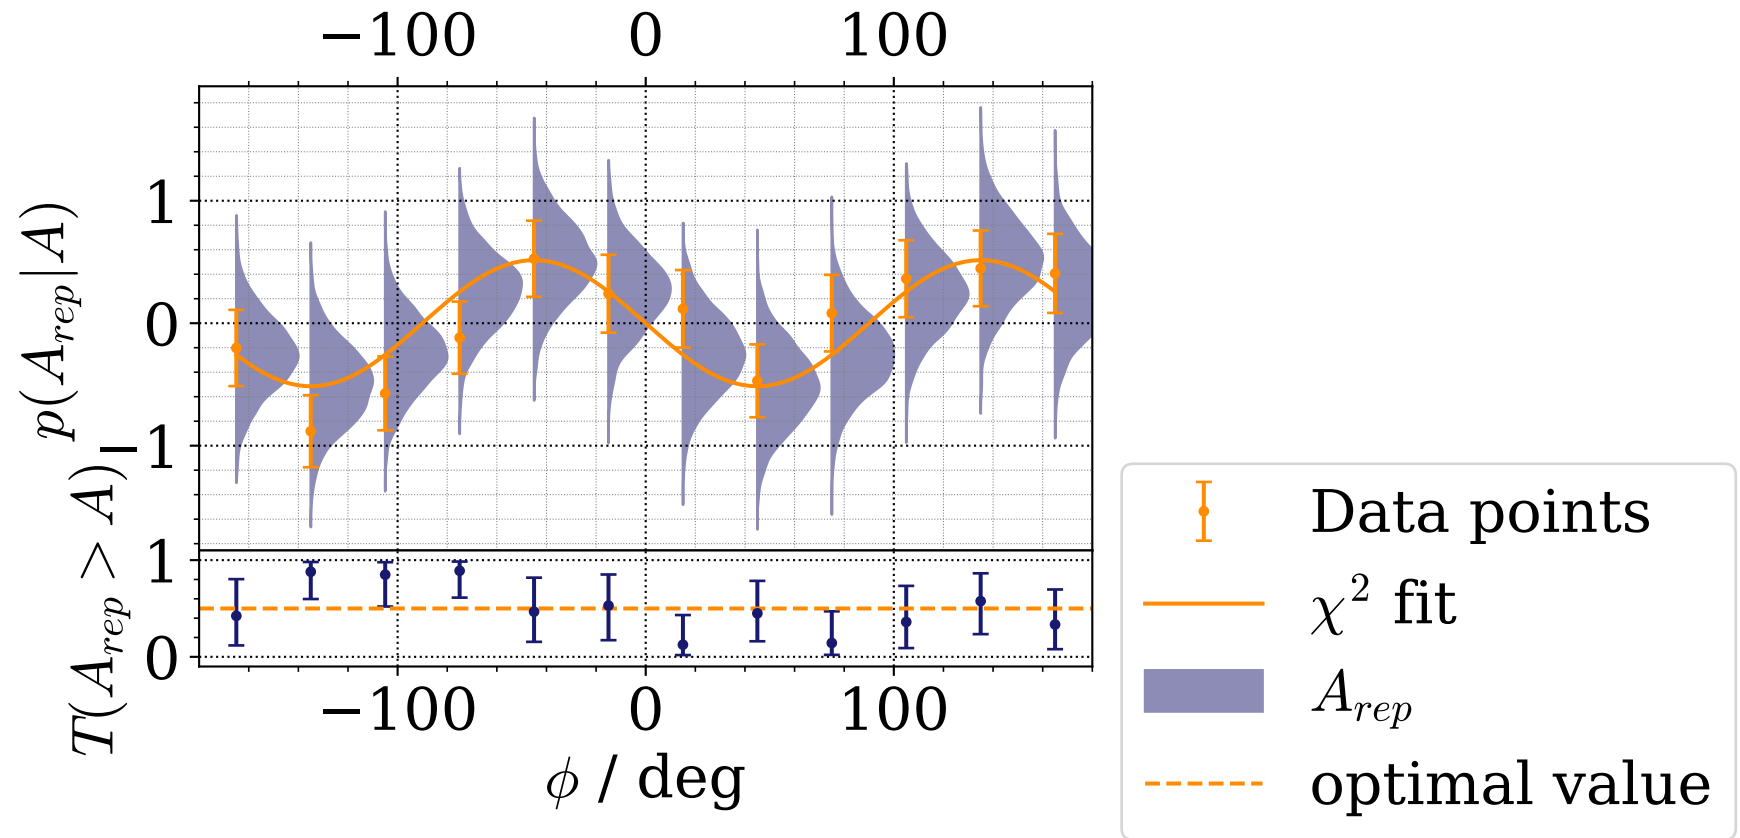 −100 0 100
p(A_rep|A)
1
0
−1
T(A_rep > A)
1
0
−100 0 100
ϕ / deg
Data points
χ² fit
A_rep
optimal value